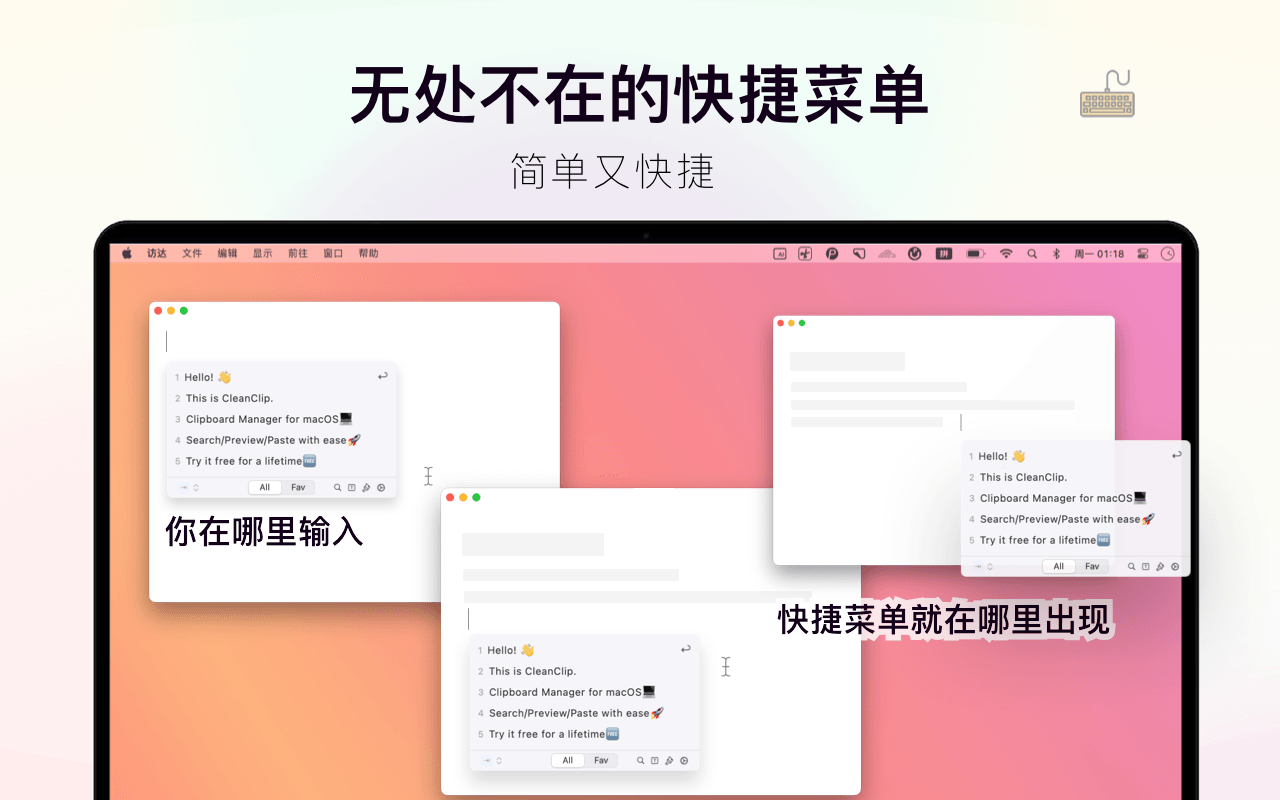 无处不在的快捷菜单
简单又快捷
访达 文件 编辑 显示 前往 窗口 帮助 拼 周一 01:18
1 Hello! 👋
2 This is CleanClip.
3 Clipboard Manager for macOS💻
4 Search/Preview/Paste with ease🚀
5 Try it free for a lifetime🆓
All Fav
你在哪里输入
1 Hello! 👋
2 This is CleanClip.
3 Clipboard Manager for macOS💻
4 Search/Preview/Paste with ease🚀
5 Try it free for a lifetime🆓
All Fav
快捷菜单就在哪里出现
1 Hello! 👋
2 This is CleanClip.
3 Clipboard Manager for macOS💻
4 Search/Preview/Paste with ease🚀
5 Try it free for a lifetime🆓
All Fav